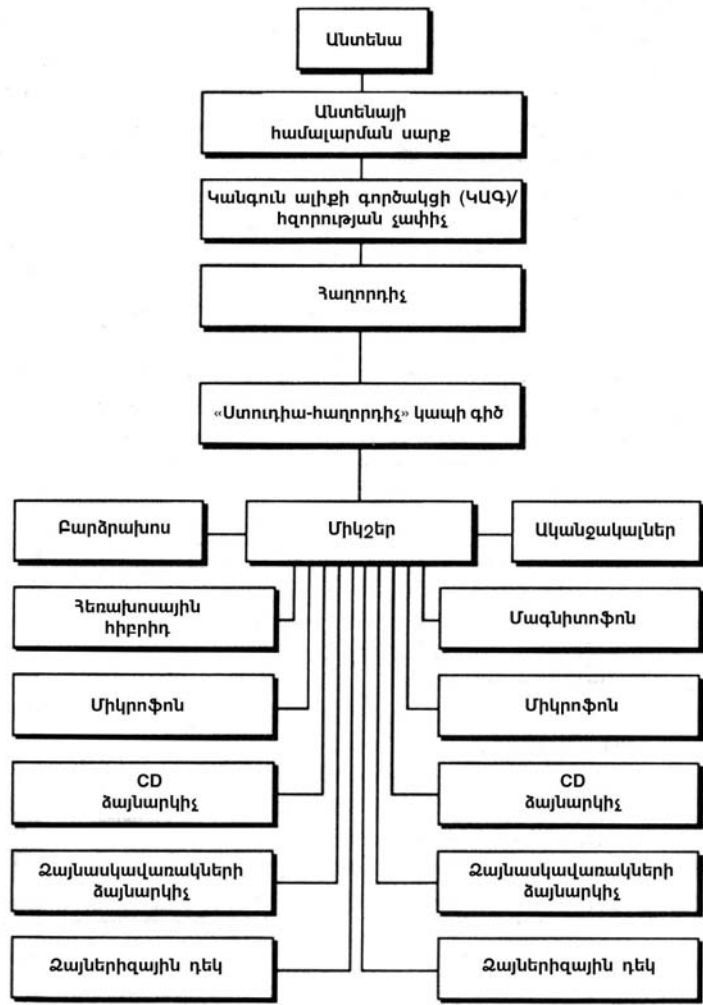 Անտենա
Անտենայի
համալարման սարք
Կանգուն ալիքի գործակցի (ԿԱԳ)/
հզորության չափիչ
Հաղորդիչ
«Ստուդիա-հաղորդիչ» կապի գիծ
Բարձրախոս
Միկշեր
Ականջակալներ
Հեռախոսային
հիբրիդ
Մագնիտոֆոն
Միկրոֆոն
Միկրոֆոն
CD
ձայնարկիչ
CD
ձայնարկիչ
Ձայնասկավառակների
ձայնարկիչ
Ձայնասկավառակների
ձայնարկիչ
Ձայներիզային դեկ
Ձայներիզային դեկ